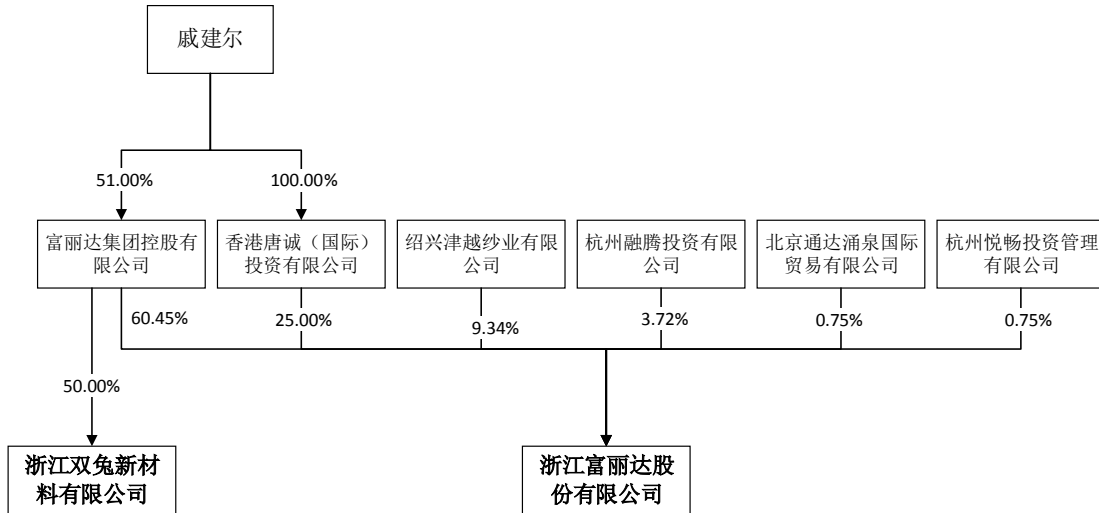 戚建尔
51.00%
100.00%
富丽达集团控股有
限公司
香港唐诚（国际）
投资有限公司
绍兴津越纱业有限
公司
杭州融腾投资有限
公司
北京通达涌泉国际
贸易有限公司
杭州悦畅投资管理
有限公司
60.45%
25.00%
9.34%
3.72%
0.75%
0.75%
50.00%
浙江双兔新材
料有限公司
浙江富丽达股
份有限公司